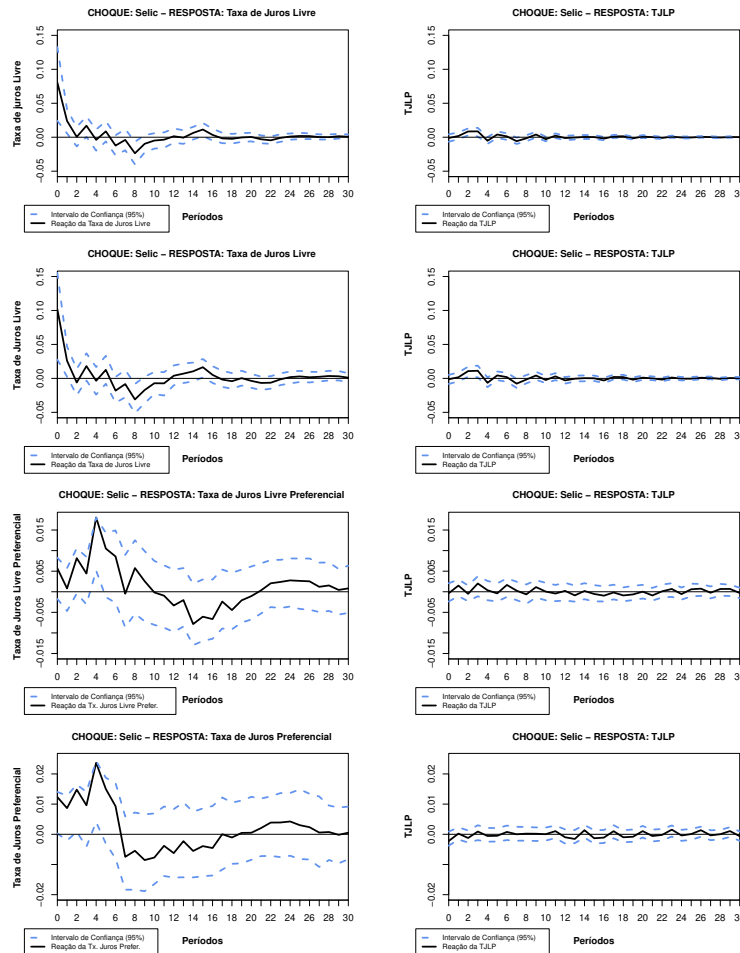 CHOQUE: Selic − RESPOSTA: Taxa de Juros Livre
Taxa de juros Livre
0.15
0.10
0.05
0.00
−0.05
0 2 4 6 8 10 12 14 16 18 20 22 24 26 28 30
Períodos
Intervalo de Confiança (95%)
Reação da Taxa de Juros Livre
CHOQUE: Selic − RESPOSTA: TJLP
TJLP
0.15
0.10
0.05
0.00
−0.05
0 2 4 6 8 10 12 14 16 18 20 22 24 26 28 3
Períodos
Intervalo de Confiança (95%)
Reação da TJLP
CHOQUE: Selic − RESPOSTA: Taxa de Juros Livre
Taxa de Juros Livre
0.15
0.10
0.05
0.00
−0.05
0 2 4 6 8 10 12 14 16 18 20 22 24 26 28 30
Períodos
Intervalo de Confiança (95%)
Reação da Taxa de Juros Livre
CHOQUE: Selic − RESPOSTA: TJLP
TJLP
0.15
0.10
0.05
0.00
−0.05
0 2 4 6 8 10 12 14 16 18 20 22 24 26 28 3
Períodos
Intervalo de Confiança (95%)
Reação da TJLP
CHOQUE: Selic − RESPOSTA: Taxa de Juros Livre Preferencial
Taxa de Juros Livre Preferencial
0.015
0.005
−0.005
−0.015
0 2 4 6 8 10 12 14 16 18 20 22 24 26 28 30
Períodos
Intervalo de Confiança (95%)
Reação da Tx. Juros Livre Prefer.
CHOQUE: Selic − RESPOSTA: TJLP
TJLP
0.015
0.005
−0.005
−0.015
0 2 4 6 8 10 12 14 16 18 20 22 24 26 28 3
Períodos
Intervalo de Confiança (95%)
Reação da TJLP
CHOQUE: Selic − RESPOSTA: Taxa de Juros Preferencial
Taxa de Juros Preferencial
0.02
0.01
0.00
−0.02
0 2 4 6 8 10 12 14 16 18 20 22 24 26 28 30
Períodos
Intervalo de Confiança (95%)
Reação da Tx. Juros Prefer.
CHOQUE: Selic − RESPOSTA: TJLP
TJLP
0.02
0.01
0.00
−0.02
0 2 4 6 8 10 12 14 16 18 20 22 24 26 28 3
Períodos
Intervalo de Confiança (95%)
Reação da TJLP